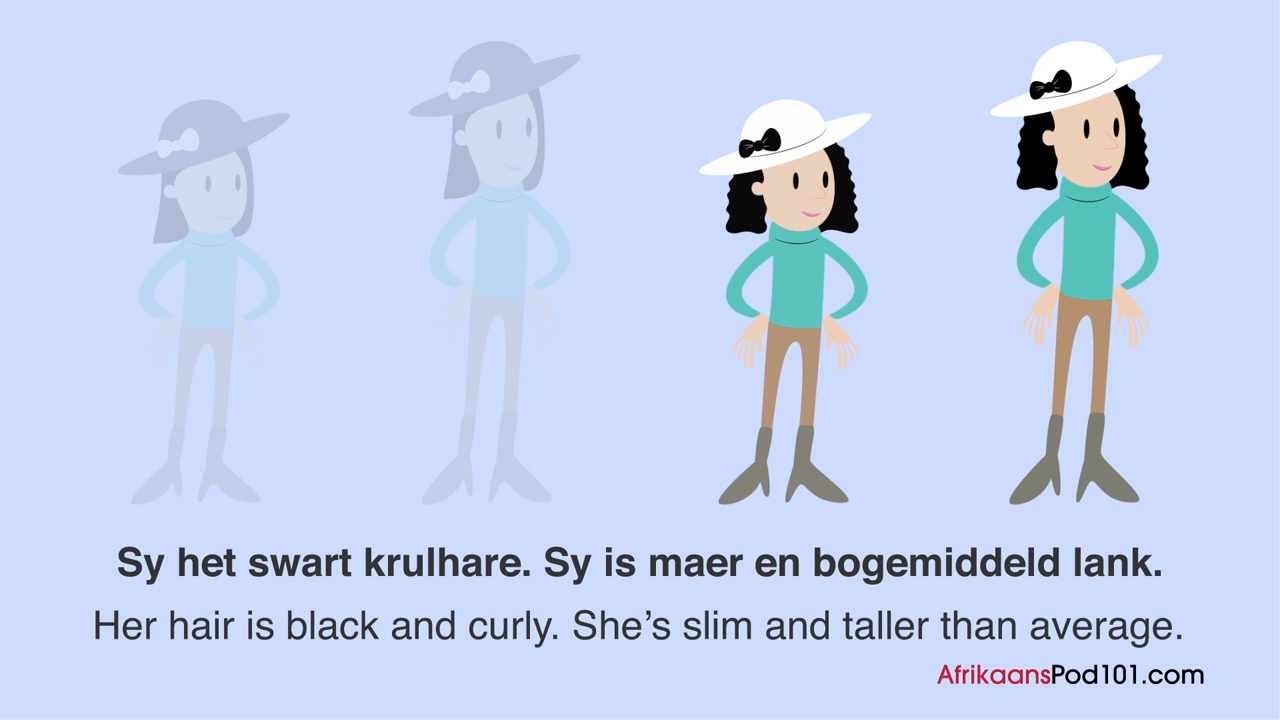 Sy het swart krulhare. Sy is maer en bogemiddeld lank.
Her hair is black and curly. She’s slim and taller than average.
AfrikaansPod101.com